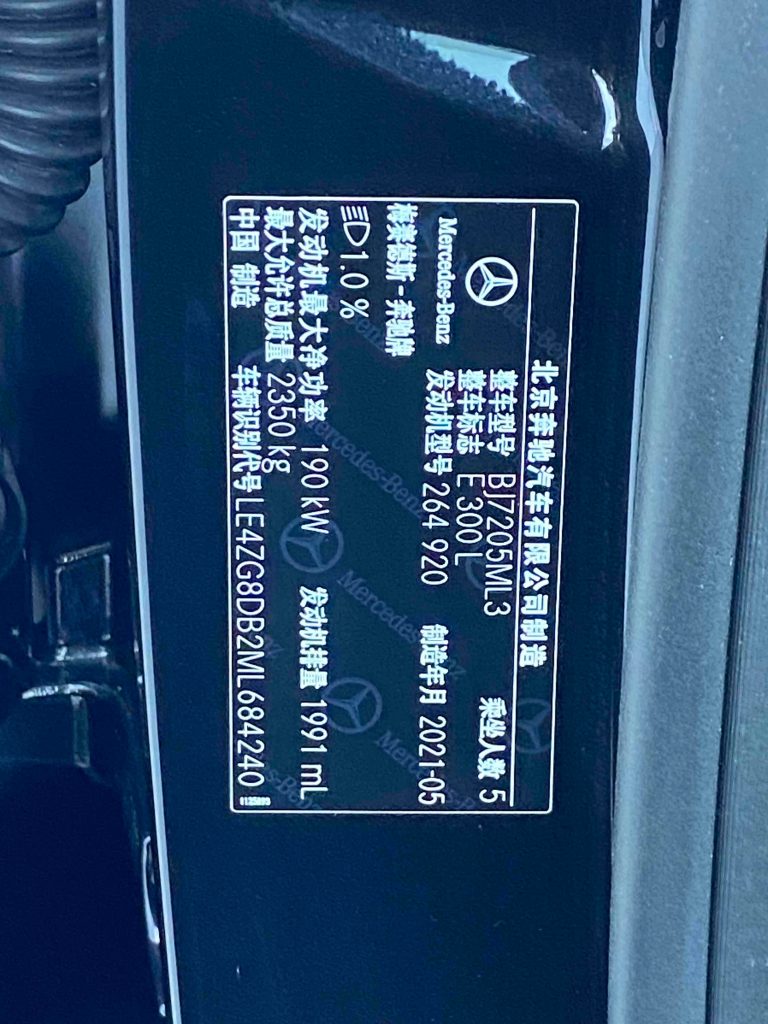 北京奔驰汽车有限公司制造
Mercedes-Benz
梅赛德斯-奔驰牌
整车型号 BJ7205ML3 乘坐人数 5
整车标志 E 300 L
发动机型号 264 920 制造年月 2021-05
1.0 %
发动机最大净功率 190 kW 发动机排量 1991 mL
最大允许总质量 2350 kg
中国 制造 车辆识别代号 LE4ZG8DB2ML684240